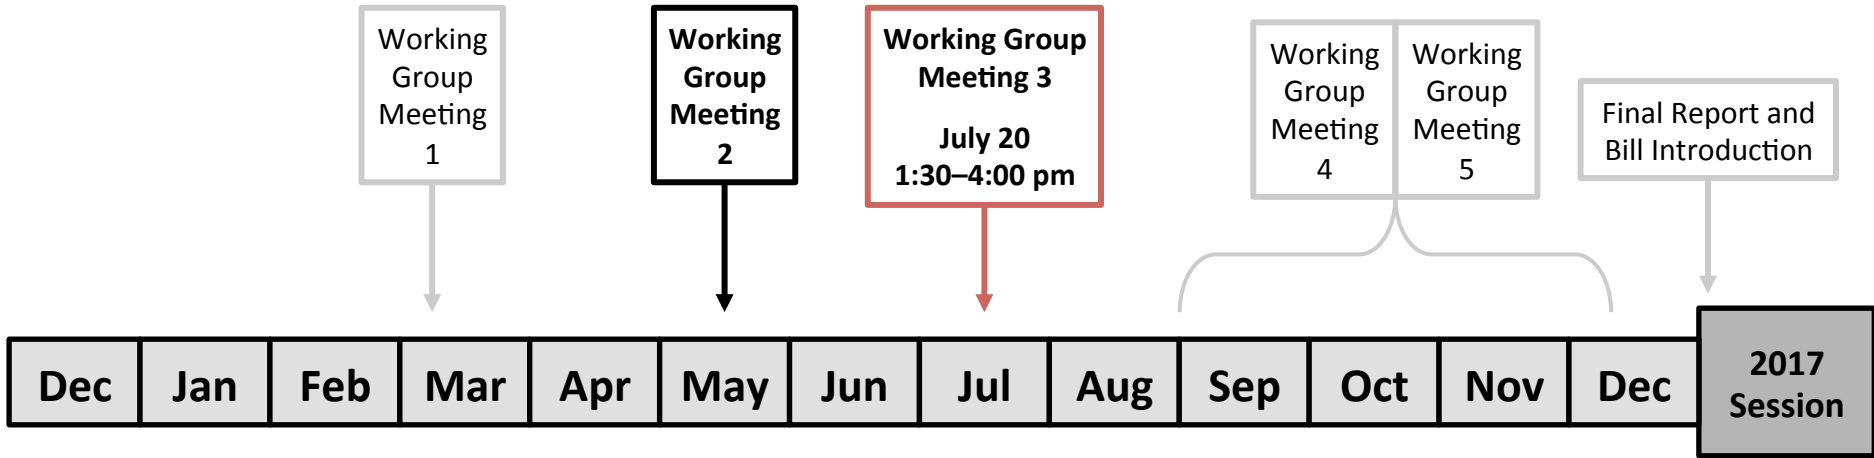 Working
Group
Meeting
1
Working
Group
Meeting
2
Working Group
Meeting 3
July 20
1:30–4:00 pm
Working
Group
Meeting
4
Working
Group
Meeting
5
Final Report and
Bill Introduction
Dec
Jan
Feb
Mar
Apr
May
Jun
Jul
Aug
Sep
Oct
Nov
Dec
2017
Session